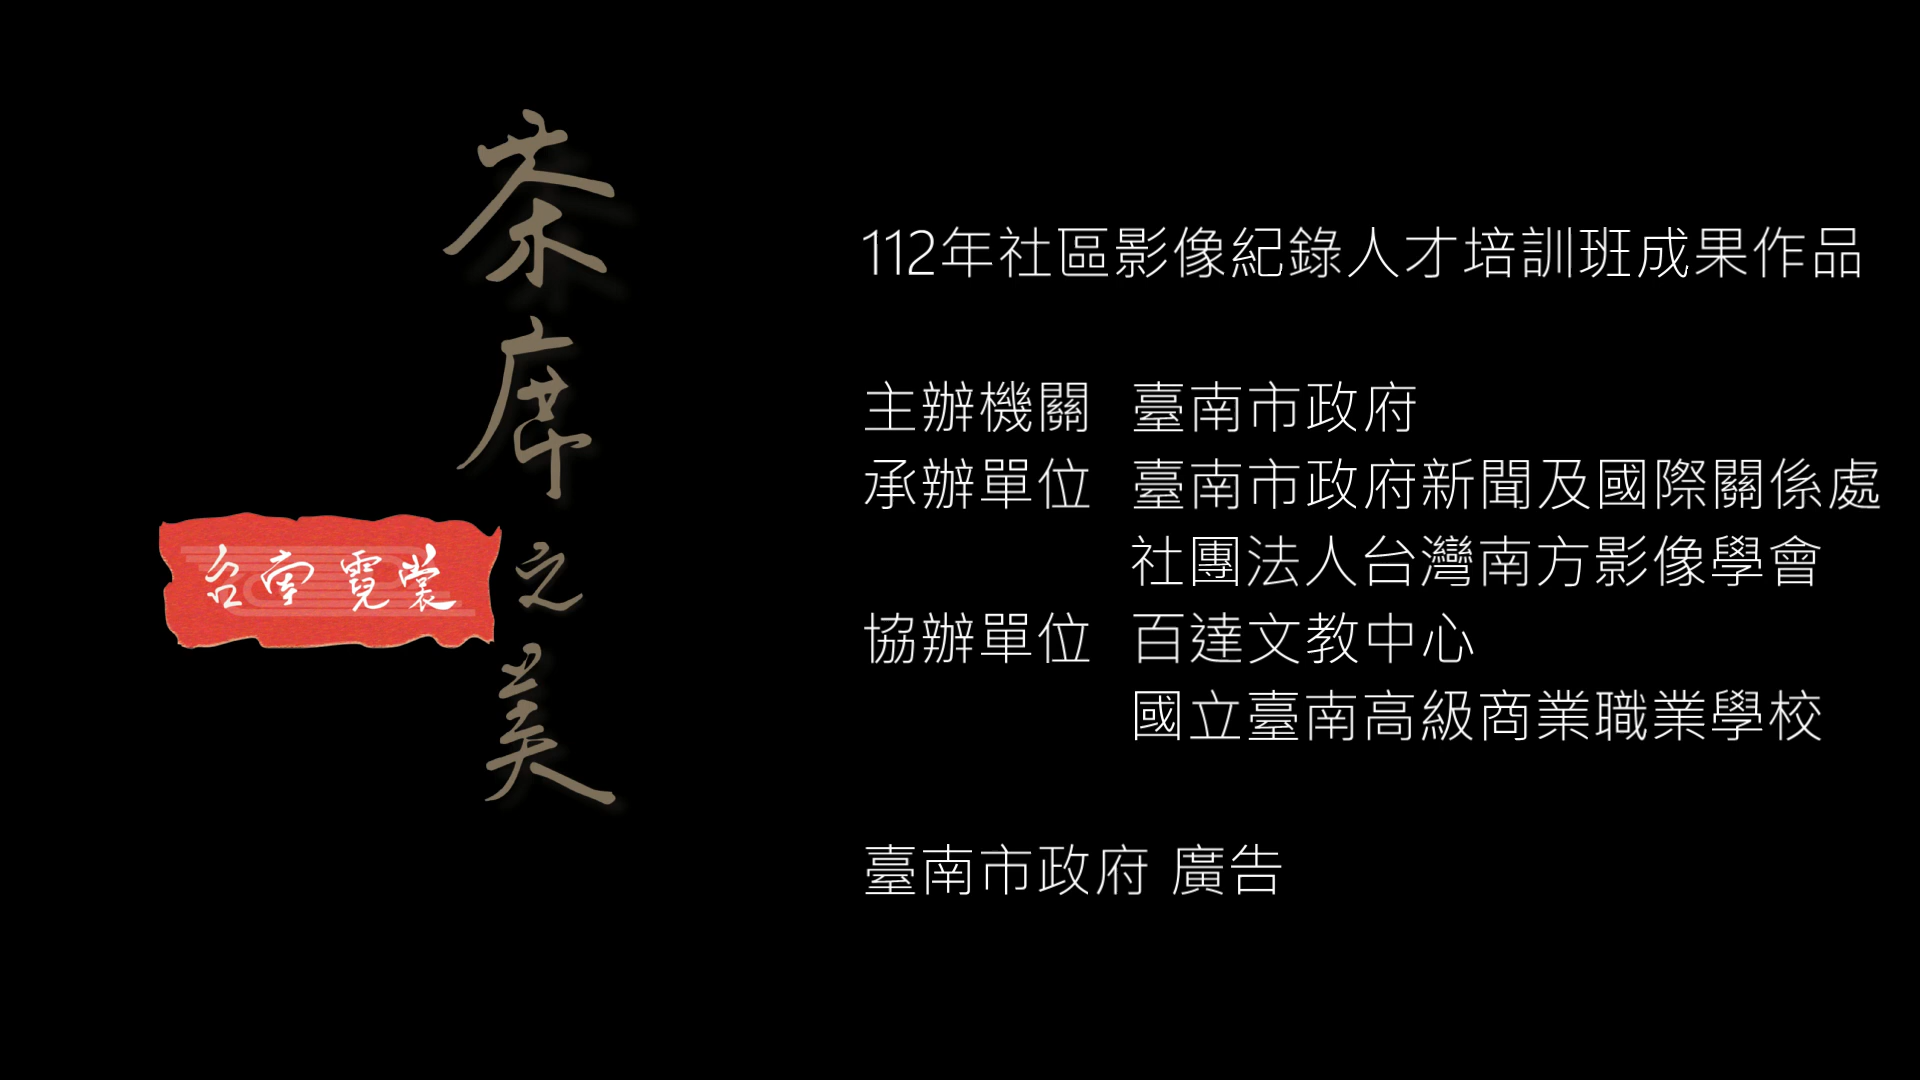 茶席之美
台南 霓裳
112年社區影像紀錄人才培訓班成果作品
主辦機關 臺南市政府
承辦單位 臺南市政府新聞及國際關係處
社團法人台灣南方影像學會
協辦單位 百達文教中心
國立臺南高級商業職業學校
臺南市政府 廣告